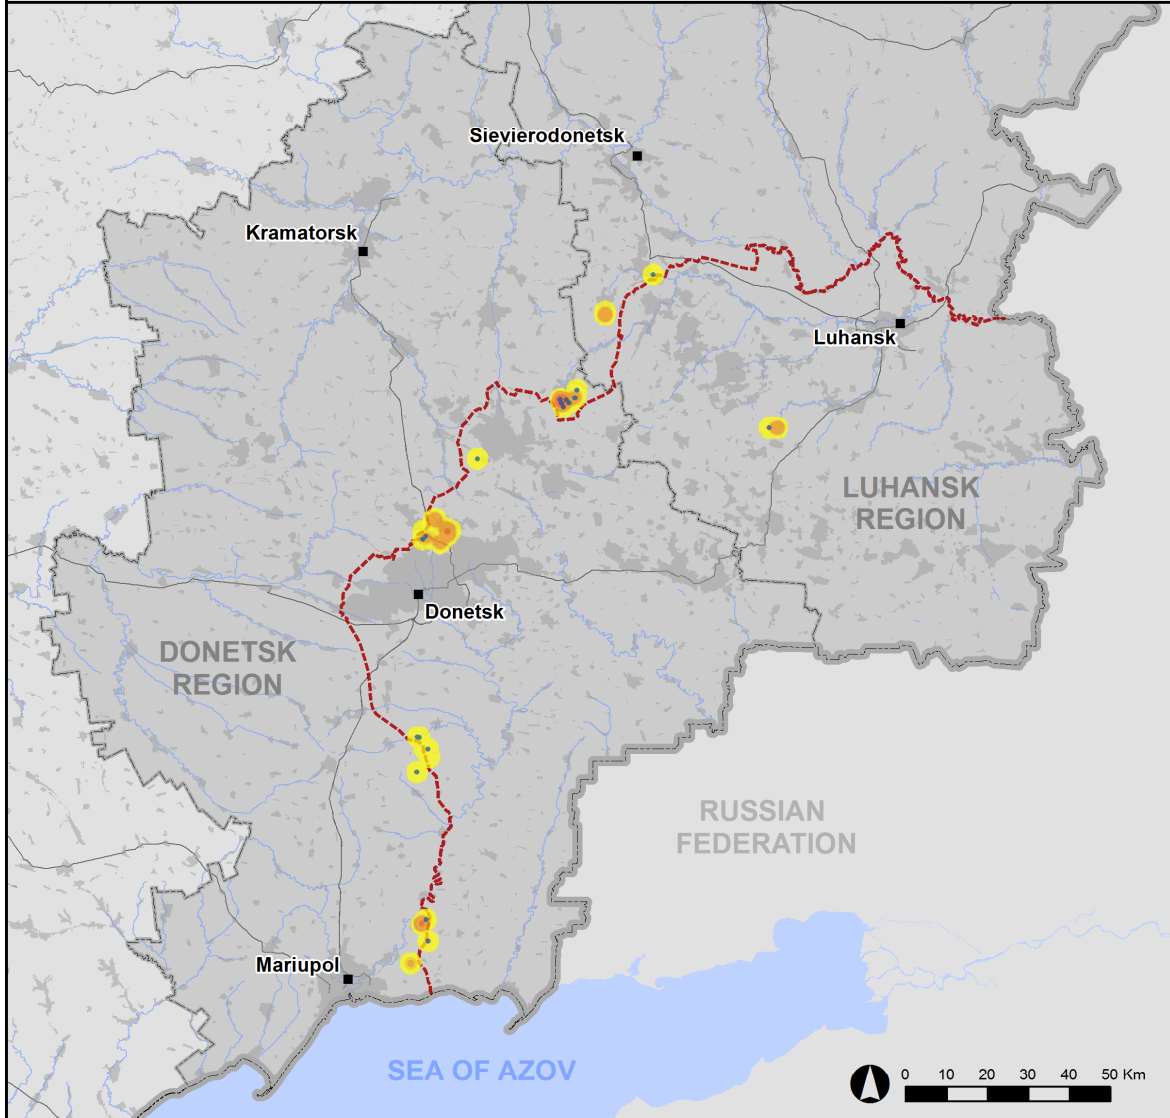 Sievierodonetsk
Kramatorsk
Luhansk
LUHANSK
REGION
Donetsk
DONETSK
REGION
RUSSIAN
FEDERATION
Mariupol
SEA OF AZOV
0 10 20 30 40 50 Km